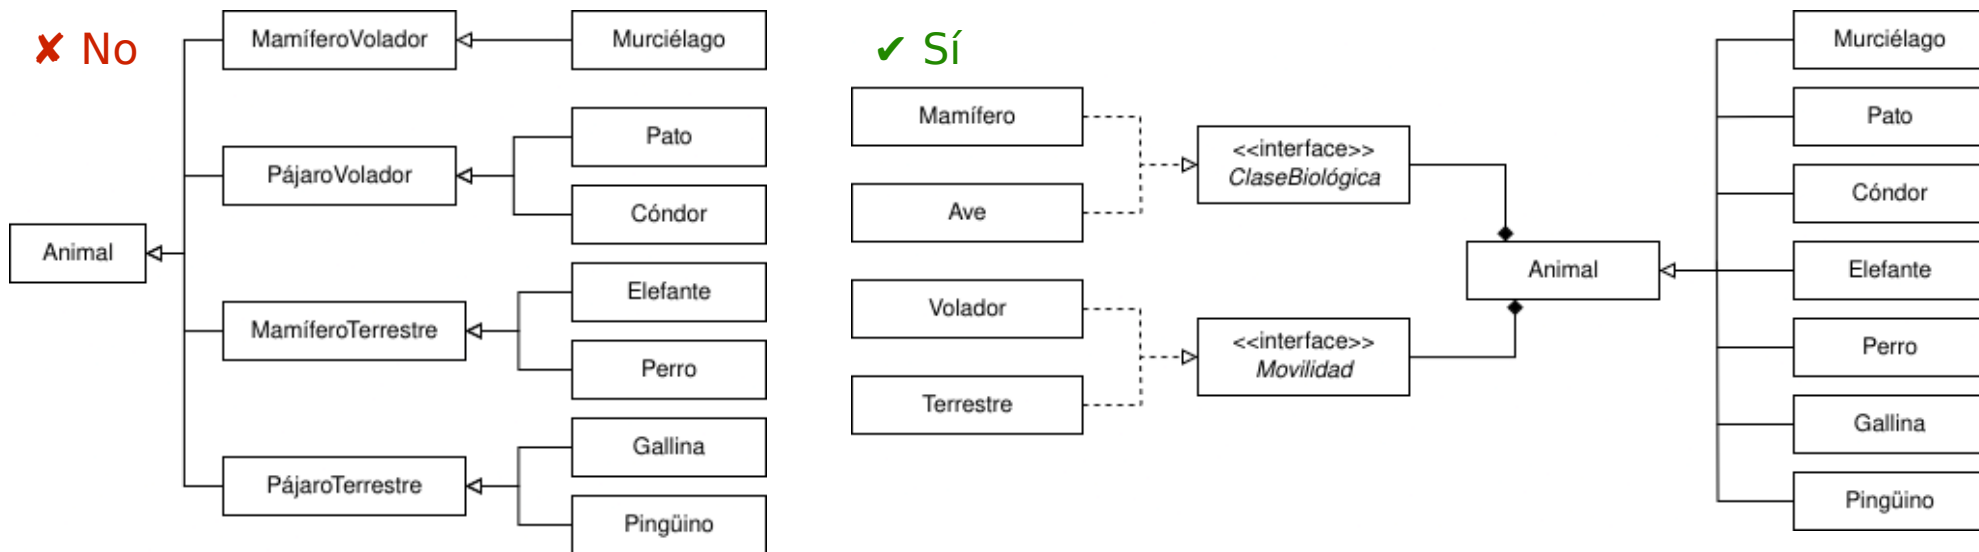 ✘ No
MamíferoVolador
Murciélago
PájaroVolador
Pato
Cóndor
Animal
MamíferoTerrestre
Elefante
Perro
PájaroTerrestre
Gallina
Pingüino
✔ Sí
Mamífero
Ave
<<interface>>
ClaseBiológica
Volador
Terrestre
<<interface>>
Movilidad
Animal
Murciélago
Pato
Cóndor
Elefante
Perro
Gallina
Pingüino